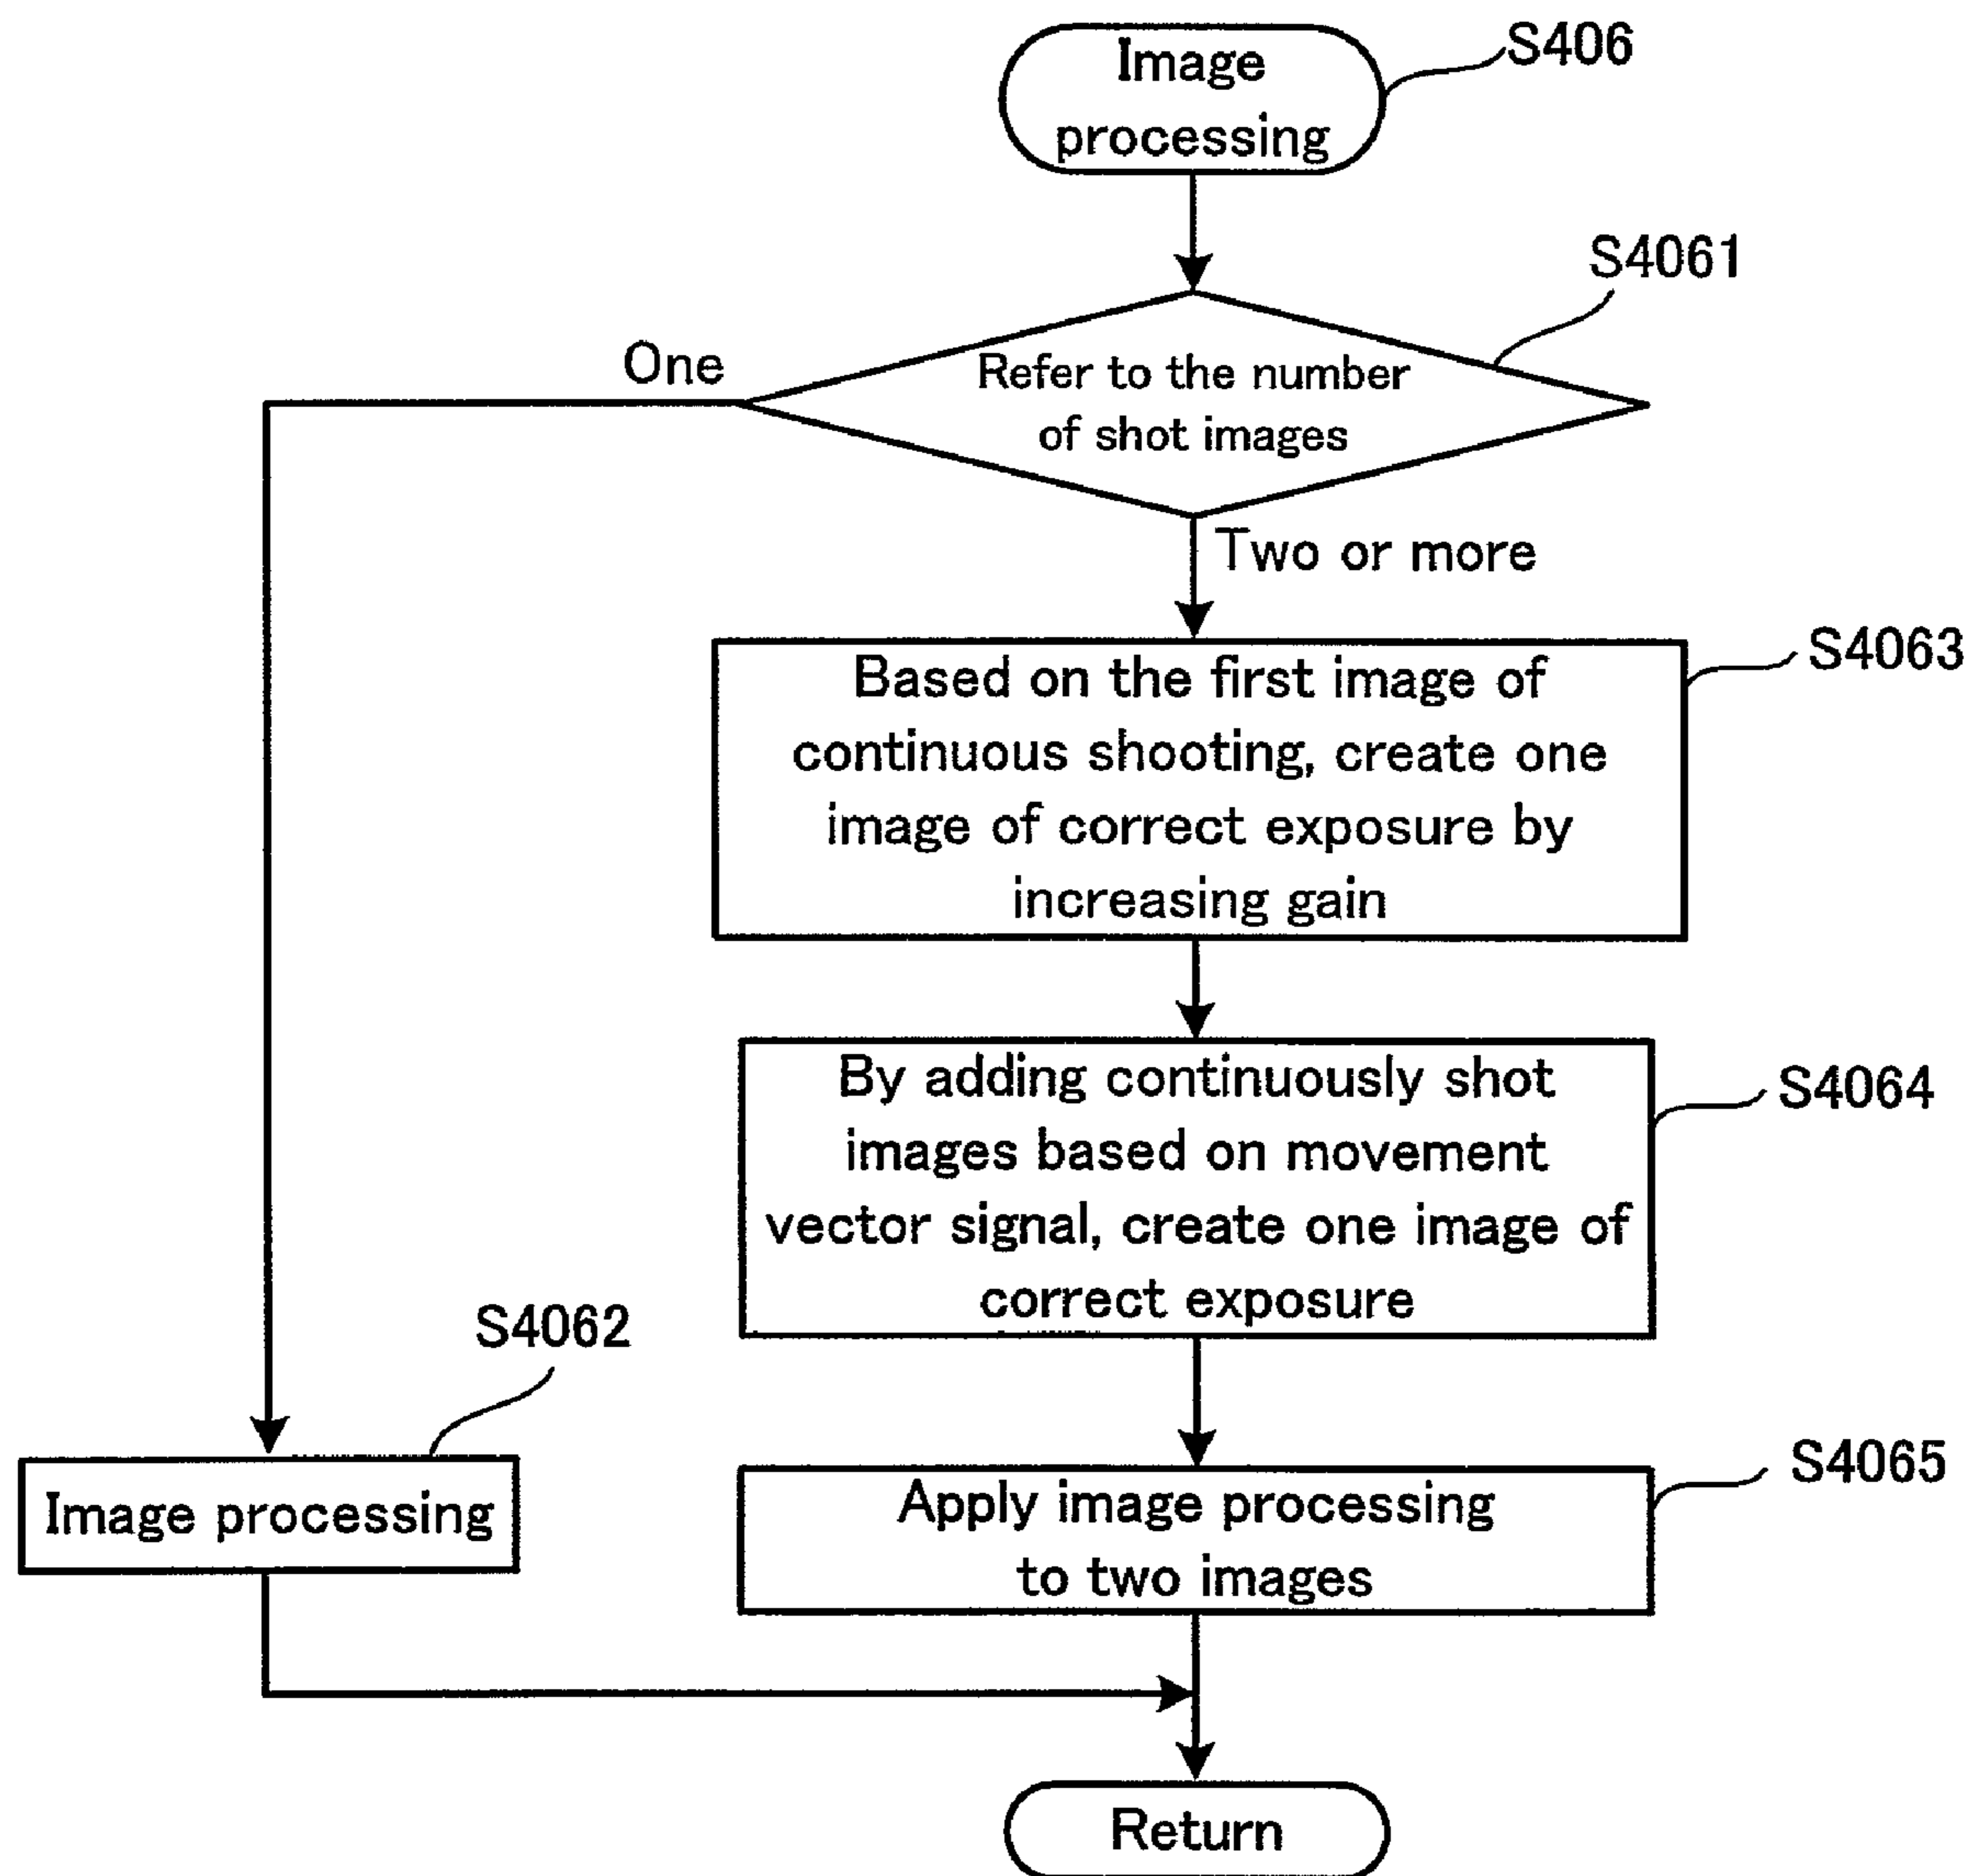 Image
processing
S406
S4061
Refer to the number
of shot images
One
Two or more
S4063
Based on the first image of
continuous shooting, create one
image of correct exposure by
increasing gain
S4064
By adding continuously shot
images based on movement
vector signal, create one image of
correct exposure
S4062
Image processing
S4065
Apply image processing
to two images
Return